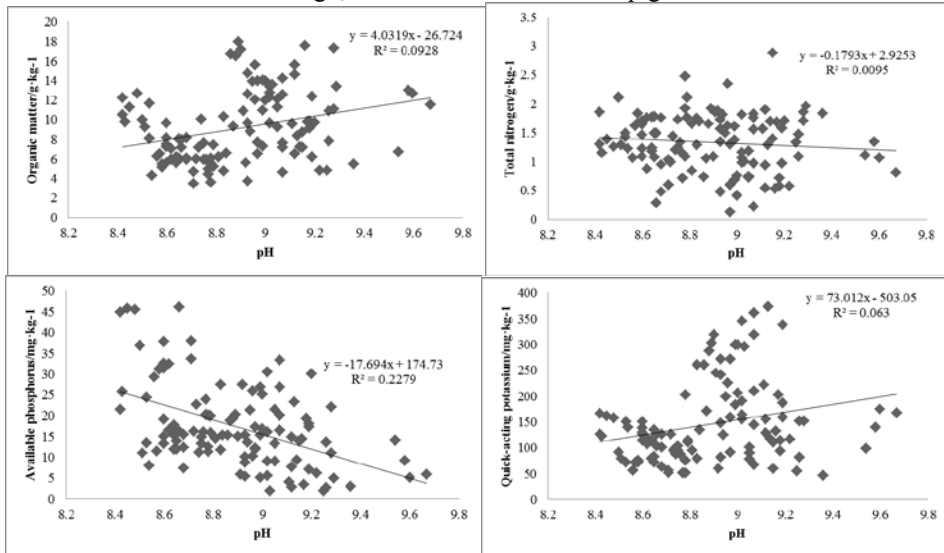 20
18
16
14
12
10
8
6
4
2
0
Organic matter/g·kg-1
y = 4.0319x - 26.724
R² = 0.0928
8.2 8.4 8.6 8.8 9 9.2 9.4 9.6 9.8
pH
3.5
3
2.5
2
1.5
1
0.5
0
Total nitrogen/g·kg-1
y = -0.1793x + 2.9253
R² = 0.0095
8.2 8.4 8.6 8.8 9 9.2 9.4 9.6 9.8
pH
50
45
40
35
30
25
20
15
10
5
0
Available phosphorus/mg·kg-1
y = -17.694x + 174.73
R² = 0.2279
8.2 8.4 8.6 8.8 9 9.2 9.4 9.6 9.8
pH
400
350
300
250
200
150
100
50
0
Quick-acting potassium/mg·kg-1
y = 73.012x - 503.05
R² = 0.063
8.2 8.4 8.6 8.8 9 9.2 9.4 9.6 9.8
pH